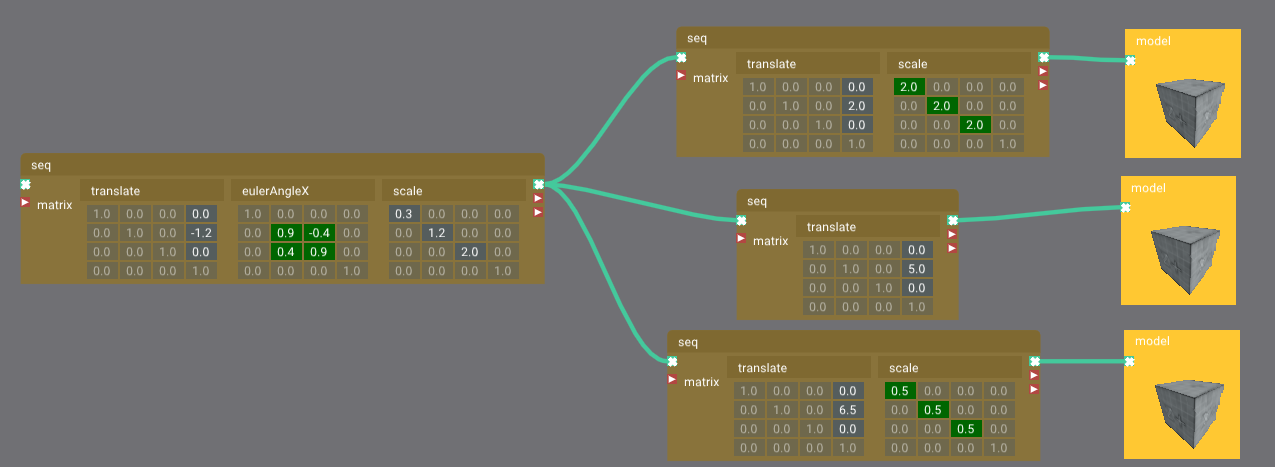 seq
matrix
translate
1.0 0.0 0.0 0.0
0.0 1.0 0.0 -1.2
0.0 0.0 1.0 0.0
0.0 0.0 0.0 1.0
eulerAngleX
1.0 0.0 0.0 0.0
0.0 0.9 -0.4 0.0
0.0 0.4 0.9 0.0
0.0 0.0 0.0 1.0
scale
0.3 0.0 0.0 0.0
0.0 1.2 0.0 0.0
0.0 0.0 2.0 0.0
0.0 0.0 0.0 1.0
seq
matrix
translate
1.0 0.0 0.0 0.0
0.0 1.0 0.0 2.0
0.0 0.0 1.0 0.0
0.0 0.0 0.0 1.0
scale
2.0 0.0 0.0 0.0
0.0 2.0 0.0 0.0
0.0 0.0 2.0 0.0
0.0 0.0 0.0 1.0
model
seq
matrix
translate
1.0 0.0 0.0 0.0
0.0 1.0 0.0 5.0
0.0 0.0 1.0 0.0
0.0 0.0 0.0 1.0
model
seq
matrix
translate
1.0 0.0 0.0 0.0
0.0 1.0 0.0 6.5
0.0 0.0 1.0 0.0
0.0 0.0 0.0 1.0
scale
0.5 0.0 0.0 0.0
0.0 0.5 0.0 0.0
0.0 0.0 0.5 0.0
0.0 0.0 0.0 1.0
model